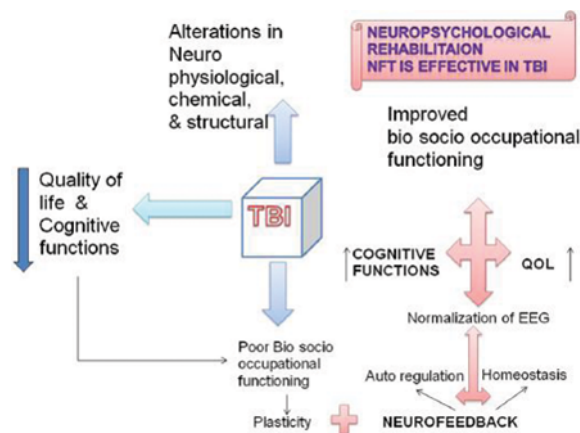 Alterations in
Neuro
physiological,
chemical,
& structural
NEUROPSYCHOLOGICAL
REHABILITAION
NFT IS EFFECTIVE IN TBI
Improved
bio socio occupational
functioning
Quality of
life &
Cognitive
functions
TBI
COGNITIVE
FUNCTIONS
QOL
Normalization of EEG
Poor Bio socio
occupational
functioning
Auto regulation
Homeostasis
Plasticity
NEUROFEEDBACK